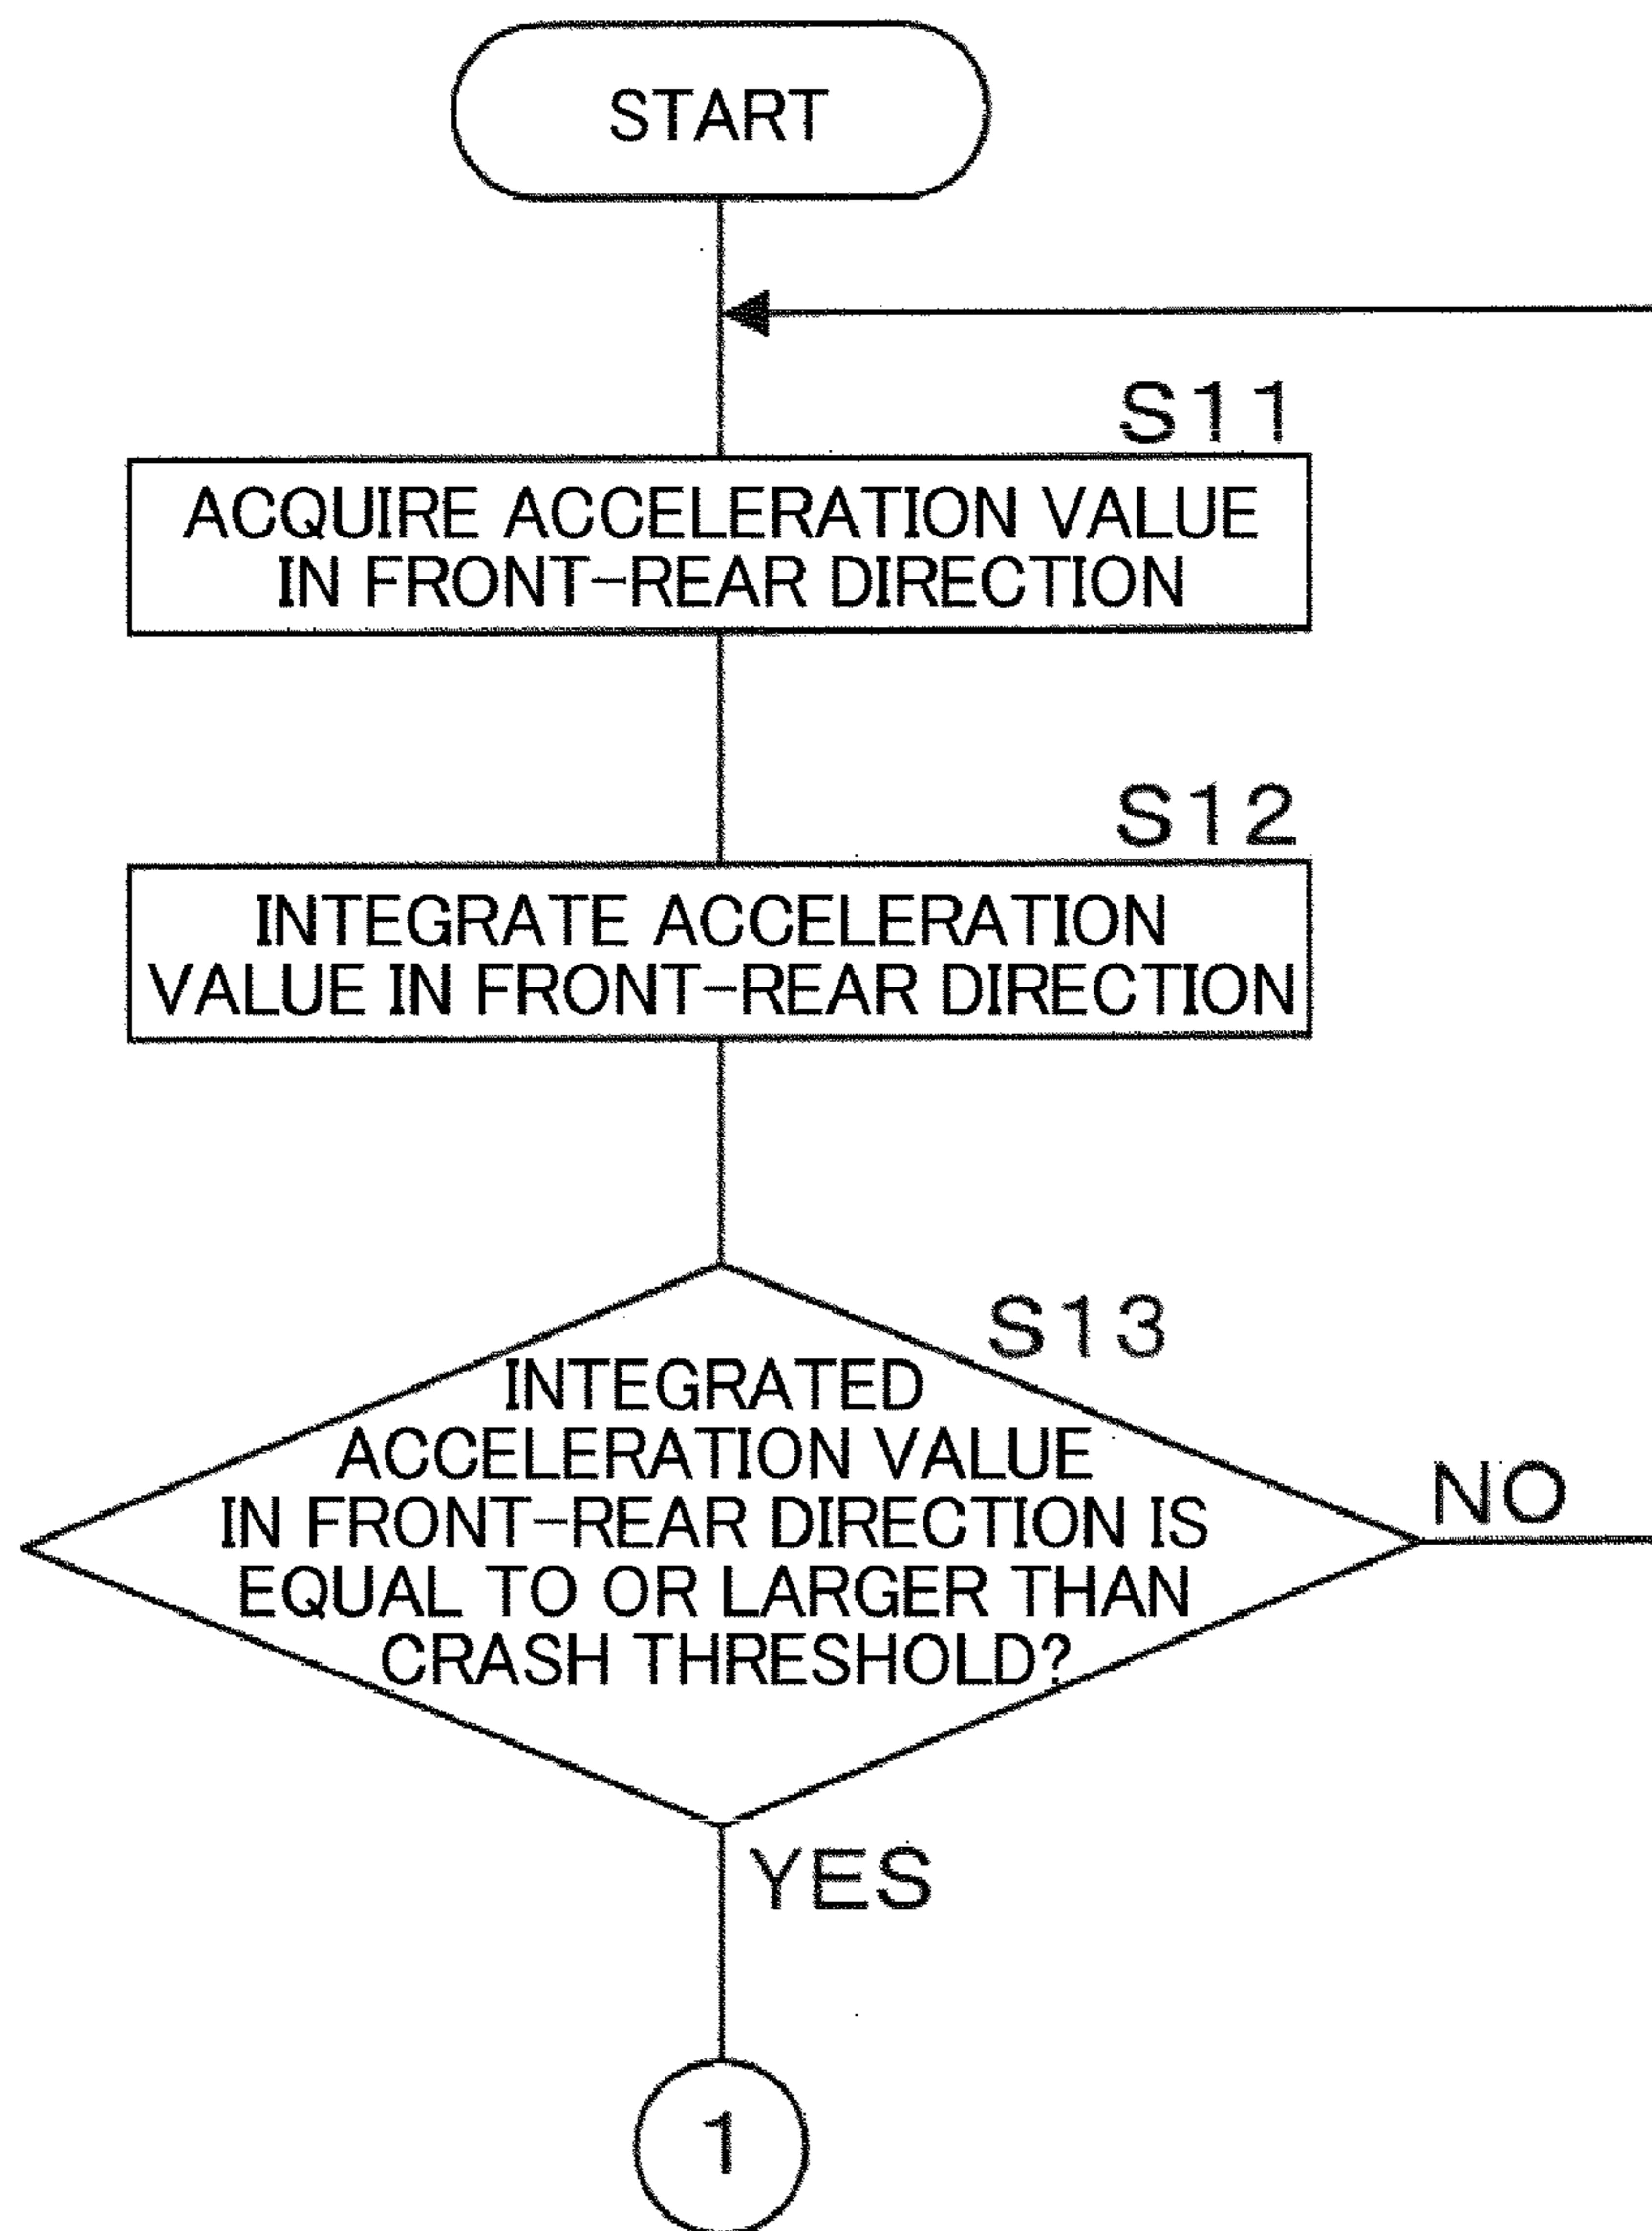 START
S11
ACQUIRE ACCELERATION VALUE
IN FRONT-REAR DIRECTION
S12
INTEGRATE ACCELERATION
VALUE IN FRONT-REAR DIRECTION
S13
INTEGRATED
ACCELERATION VALUE
IN FRONT-REAR DIRECTION IS
EQUAL TO OR LARGER THAN
CRASH THRESHOLD?
NO
YES
1